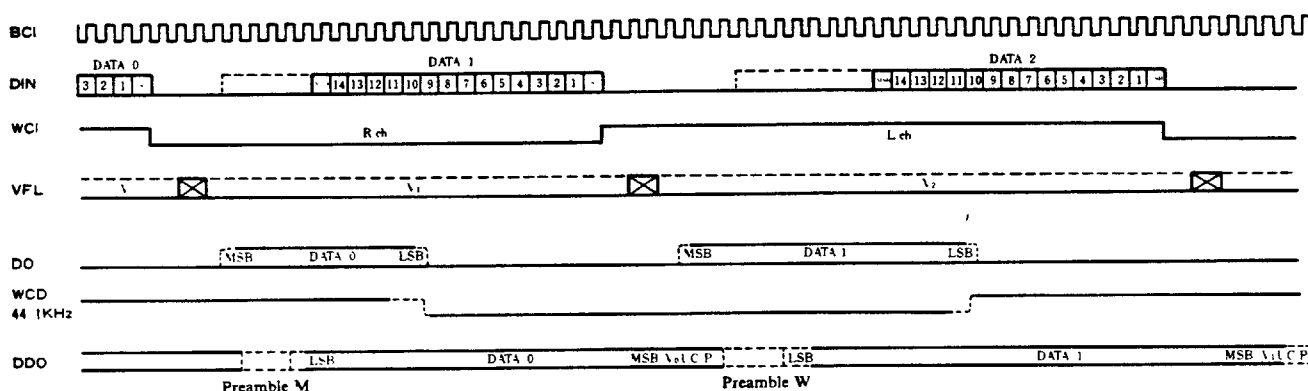 BCI
DATA 0 DATA 1 DATA 2
DIN 3 2 1 14 13 12 11 10 9 8 7 6 5 4 3 2 1 14 13 12 11 10 9 8 7 6 5 4 3 2 1
WCI R ch L ch
VFL V1 V2
DO MSB DATA 0 LSB MSB DATA 1 LSB
WCD
44 1KHz
DDO LSB DATA 0 MSB C P LSB DATA 1 MSB C P
Preamble M Preamble W